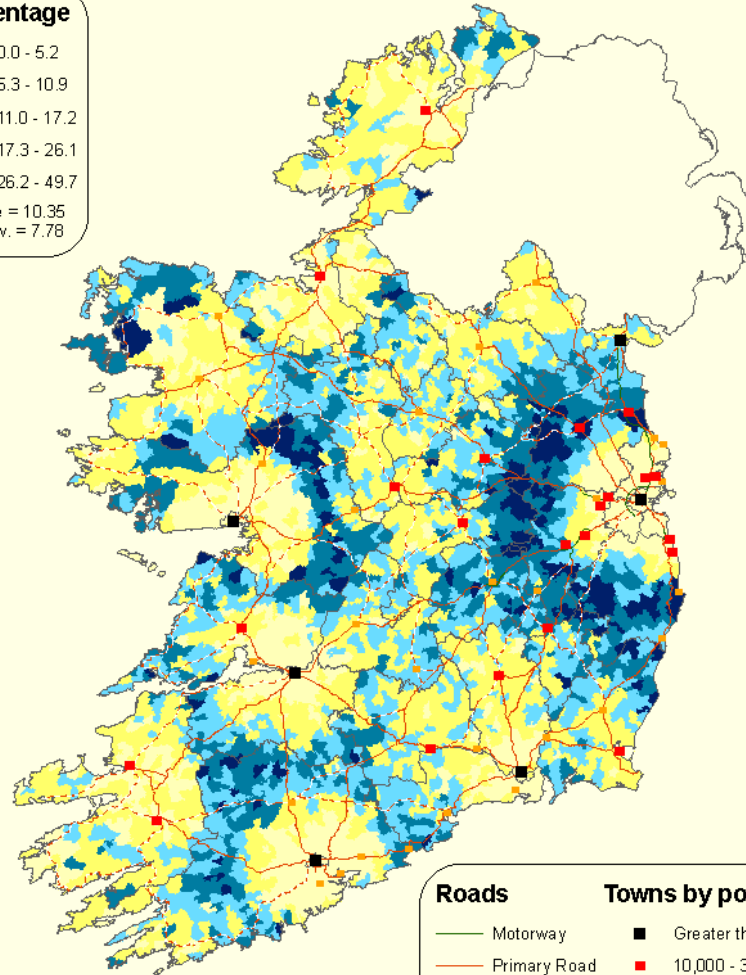 entage
0.0 - 5.2
5.3 - 10.9
11.0 - 17.2
17.3 - 26.1
26.2 - 49.7
e = 10.35
v. = 7.78
Roads Towns by po
Motorway Greater th
Primary Road 10,000 - 3